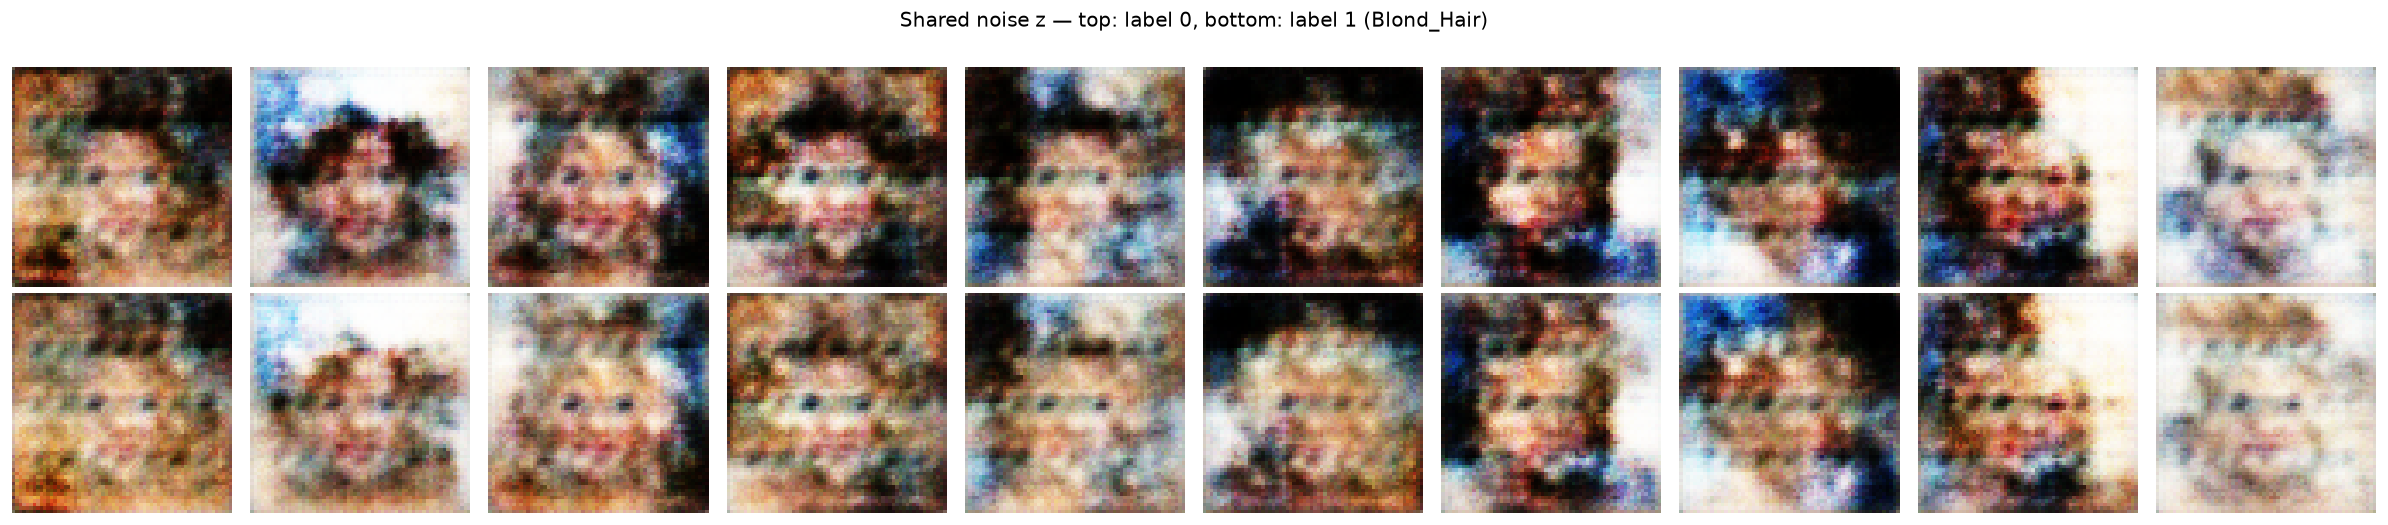 Shared noise z — top: label 0, bottom: label 1 (Blond_Hair)